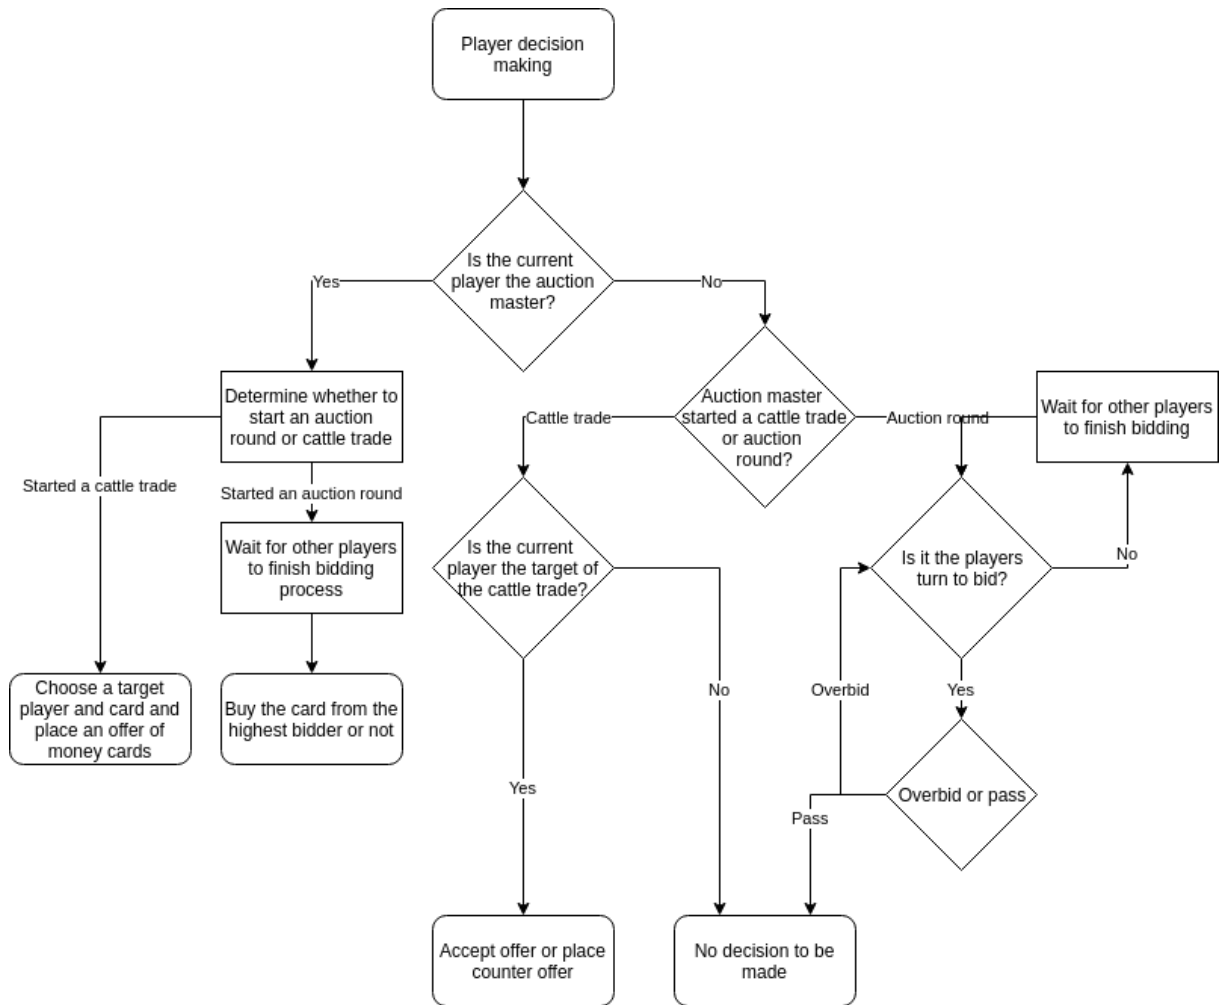 Player decision
making
Is the current
player the auction
master?
Yes
No
Determine whether to
start an auction
round or cattle trade
Auction master
started a cattle trade
or auction
round?
Wait for other players
to finish bidding
Cattle trade
Auction round
Started a cattle trade
Started an auction round
Wait for other players
to finish bidding
process
Is the current
player the target of
the cattle trade?
Is it the players
turn to bid?
No
Choose a target
player and card and
place an offer of
money cards
Buy the card from the
highest bidder or not
No
Overbid
Yes
Yes
Overbid or pass
Pass
Accept offer or place
counter offer
No decision to be
made